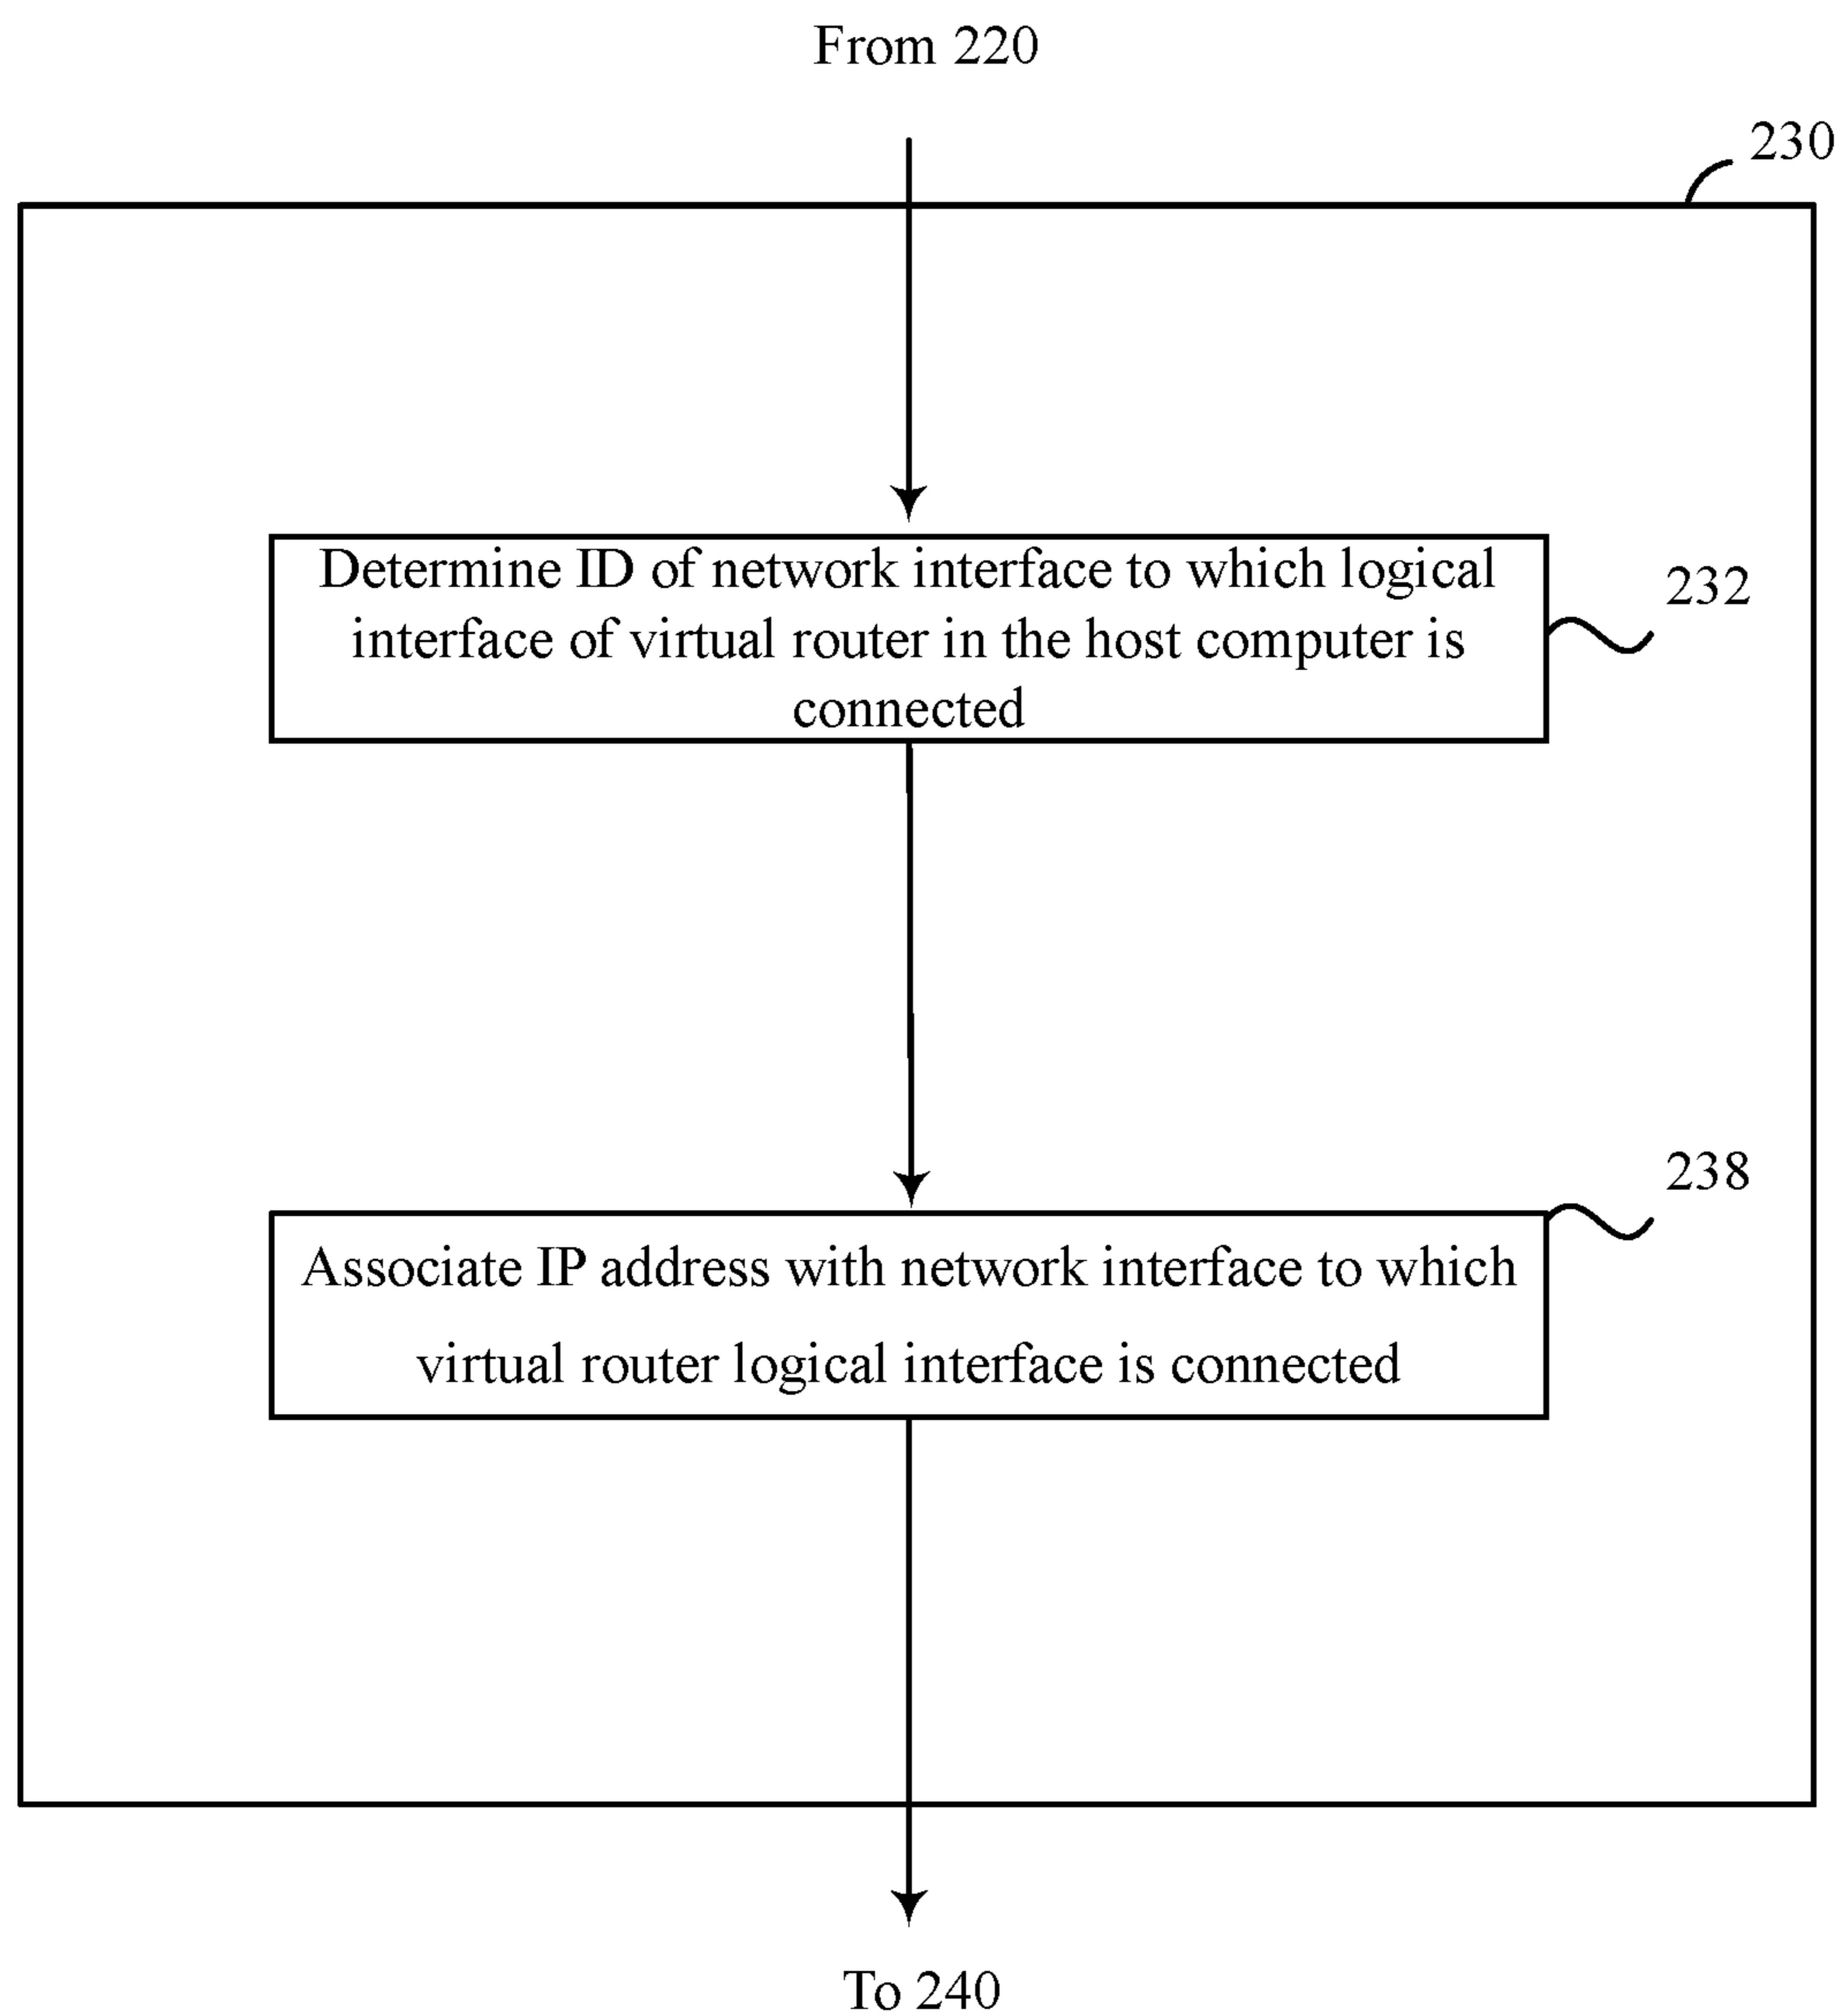 From 220
230
Determine ID of network interface to which logical
interface of virtual router in the host computer is
connected
232
238
Associate IP address with network interface to which
virtual router logical interface is connected
To 240